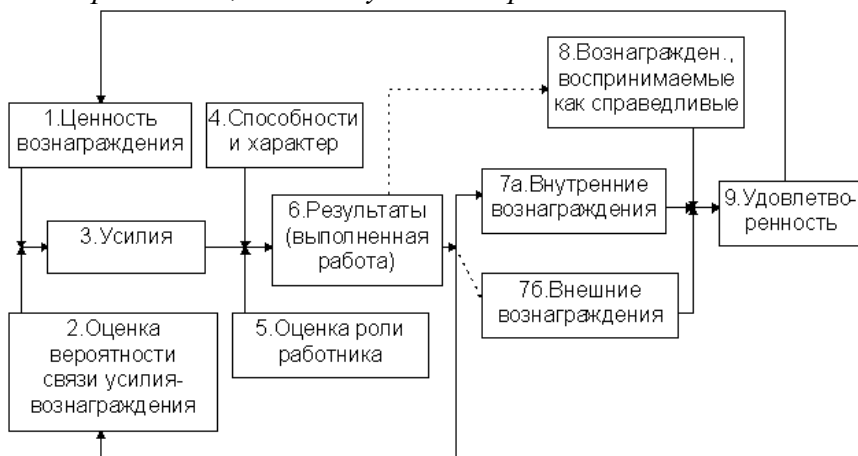 8.Вознагражден.,
воспринимаемые
как справедливые
1.Ценность
вознаграждения
4.Способности
и характер
7а.Внутренние
вознаграждения
9.Удовлетво-
ренность
6.Результаты
(выполненная
работа)
3.Усилия
7б.Внешние
вознаграждения
2.Оценка
вероятности
связи усилия-
вознаграждения
5.Оценка роли
работника